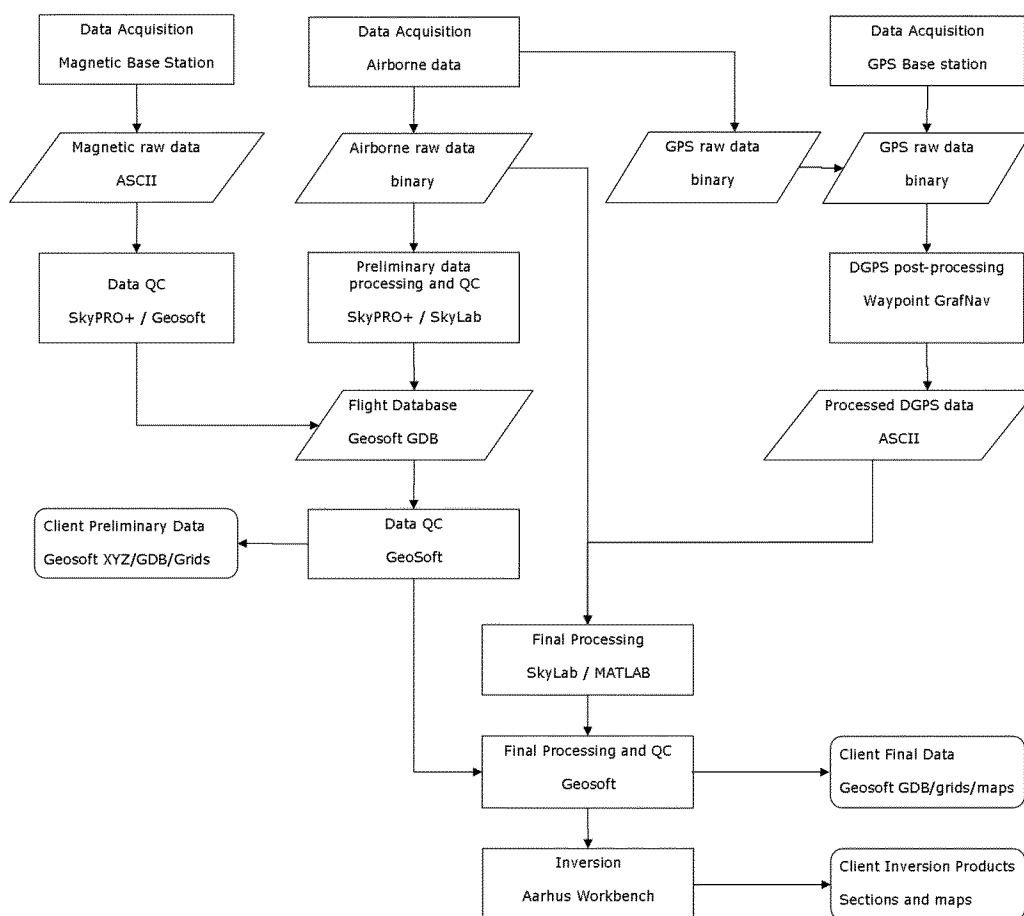 Data Acquisition
Magnetic Base Station
Data Acquisition
Airborne data
Data Acquisition
GPS Base station
Magnetic raw data
ASCII
Airborne raw data
binary
GPS raw data
binary
GPS raw data
binary
Data QC
SkyPRO+ / Geosoft
Preliminary data
processing and QC
SkyPRO+ / SkyLab
DGPS post-processing
Waypoint GrafNav
Flight Database
Geosoft GDB
Processed DGPS data
ASCII
Client Preliminary Data
Geosoft XYZ/GDB/Grids
Data QC
GeoSoft
Final Processing
SkyLab / MATLAB
Final Processing and QC
Geosoft
Client Final Data
Geosoft GDB/grids/maps
Inversion
Aarhus Workbench
Client Inversion Products
Sections and maps